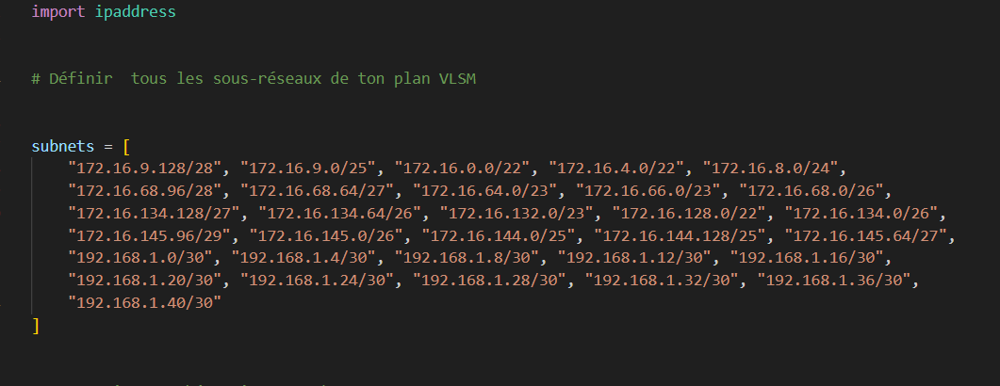 import ipaddress
# Définir  tous les sous-réseaux de ton plan VLSM
subnets = [
    "172.16.9.128/28", "172.16.9.0/25", "172.16.0.0/22", "172.16.4.0/22", "172.16.8.0/24",
    "172.16.68.96/28", "172.16.68.64/27", "172.16.64.0/23", "172.16.66.0/23", "172.16.68.0/26",
    "172.16.134.128/27", "172.16.134.64/26", "172.16.132.0/23", "172.16.128.0/22", "172.16.134.0/26",
    "172.16.145.96/29", "172.16.145.0/26", "172.16.144.0/25", "172.16.144.128/25", "172.16.145.64/27",
    "192.168.1.0/30", "192.168.1.4/30", "192.168.1.8/30", "192.168.1.12/30", "192.168.1.16/30",
    "192.168.1.20/30", "192.168.1.24/30", "192.168.1.28/30", "192.168.1.32/30", "192.168.1.36/30",
    "192.168.1.40/30"
]